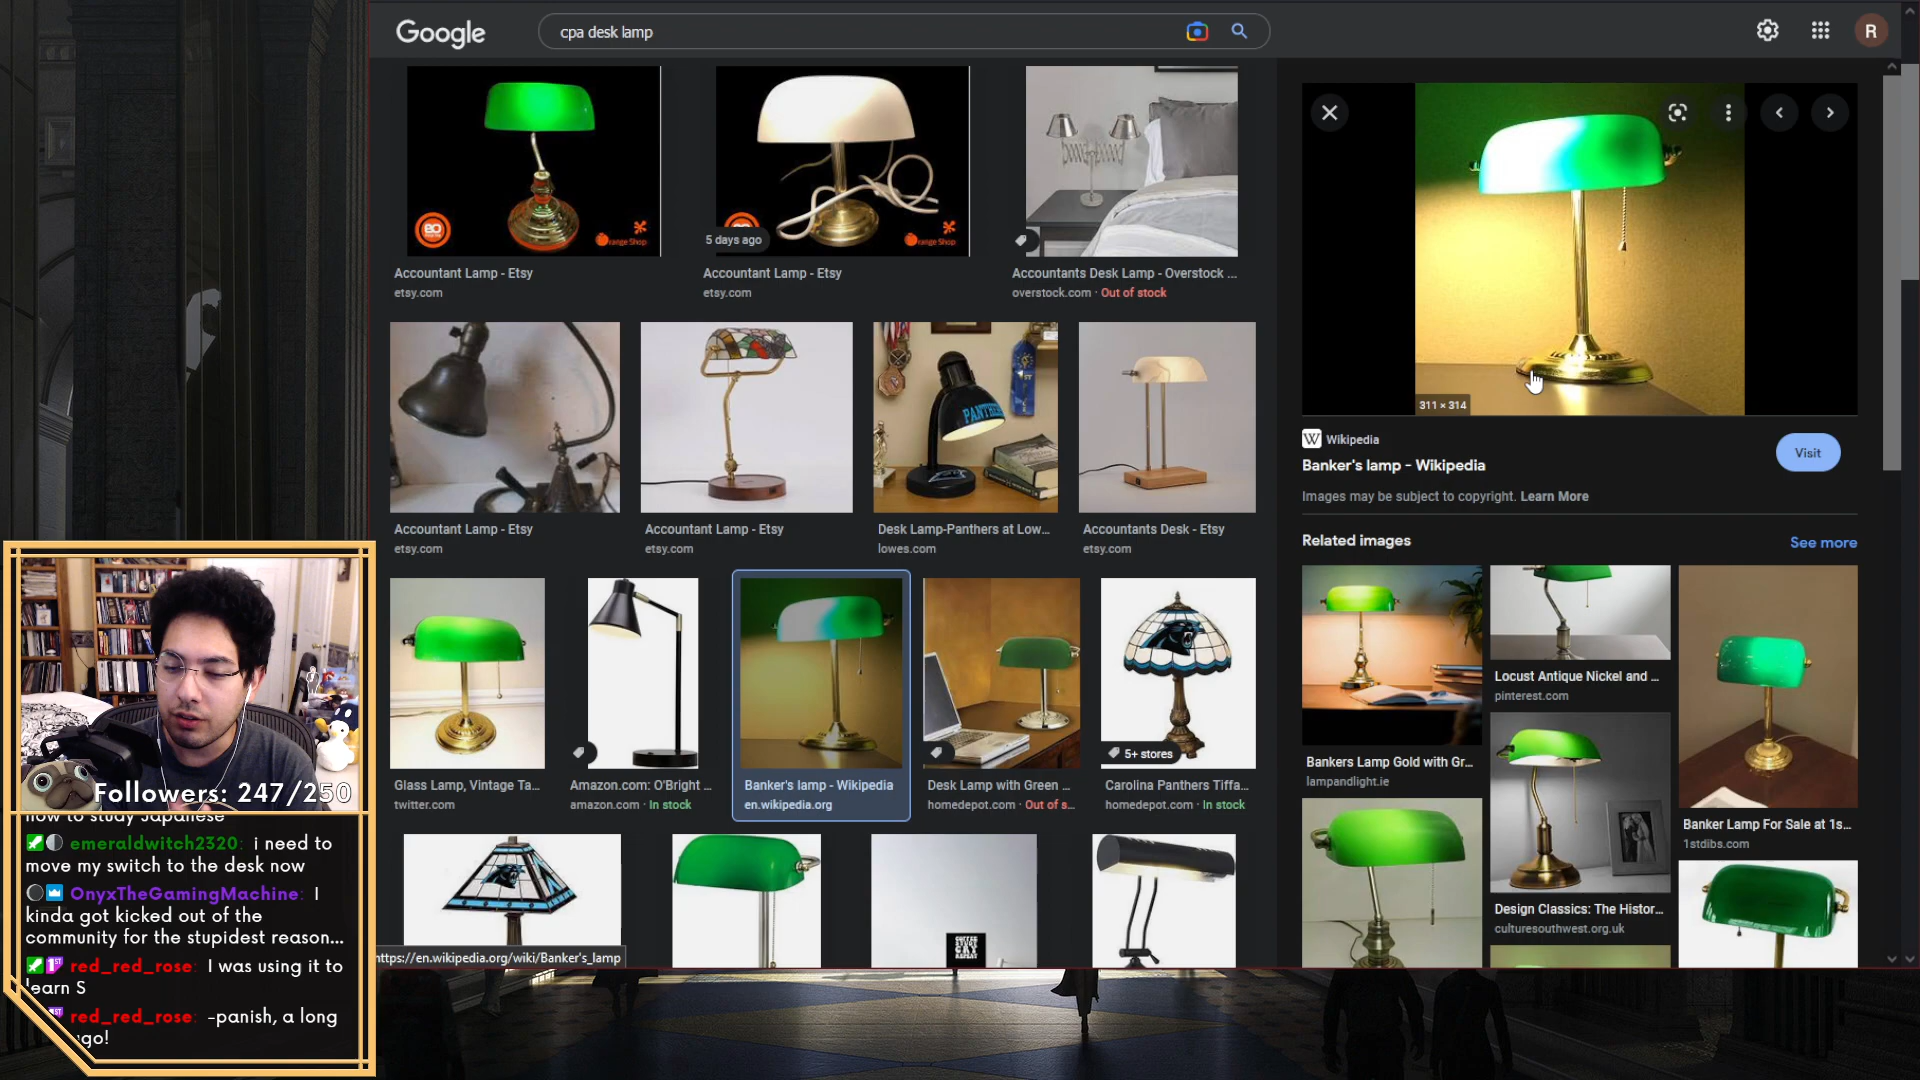 Google
cpa desk lamp
R
5 days ago
Accountant Lamp - Etsy
etsy.com
Accountant Lamp - Etsy
etsy.com
Accountants Desk Lamp - Overstock ...
overstock.com · Out of stock
PANTHERS
Accountant Lamp - Etsy
etsy.com
Accountant Lamp - Etsy
etsy.com
Desk Lamp-Panthers at Low...
lowes.com
Accountants Desk - Etsy
etsy.com
5+ stores
Glass Lamp, Vintage Ta...
twitter.com
Amazon.com: O'Bright ...
amazon.com · In stock
Banker's lamp - Wikipedia
en.wikipedia.org
Desk Lamp with Green ...
homedepot.com · Out of s...
Carolina Panthers Tiffa...
homedepot.com · In stock
https://en.wikipedia.org/wiki/Banker's_lamp
311 × 314
W Wikipedia
Banker's lamp - Wikipedia
Visit
Images may be subject to copyright. Learn More
Related images
See more
Bankers Lamp Gold with Gr...
lampandlight.ie
Locust Antique Nickel and ...
pinterest.com
Design Classics: The Histor...
culturesouthwest.org.uk
Banker Lamp For Sale at 1s...
1stdibs.com
Followers: 247/250
how to study Japanese
emeraldwitch2320: i need to
move my switch to the desk now
OnyxTheGamingMachine: I
kinda got kicked out of the
community for the stupidest reason...
red_red_rose: I was using it to
learn S
red_red_rose: -panish, a long
go!